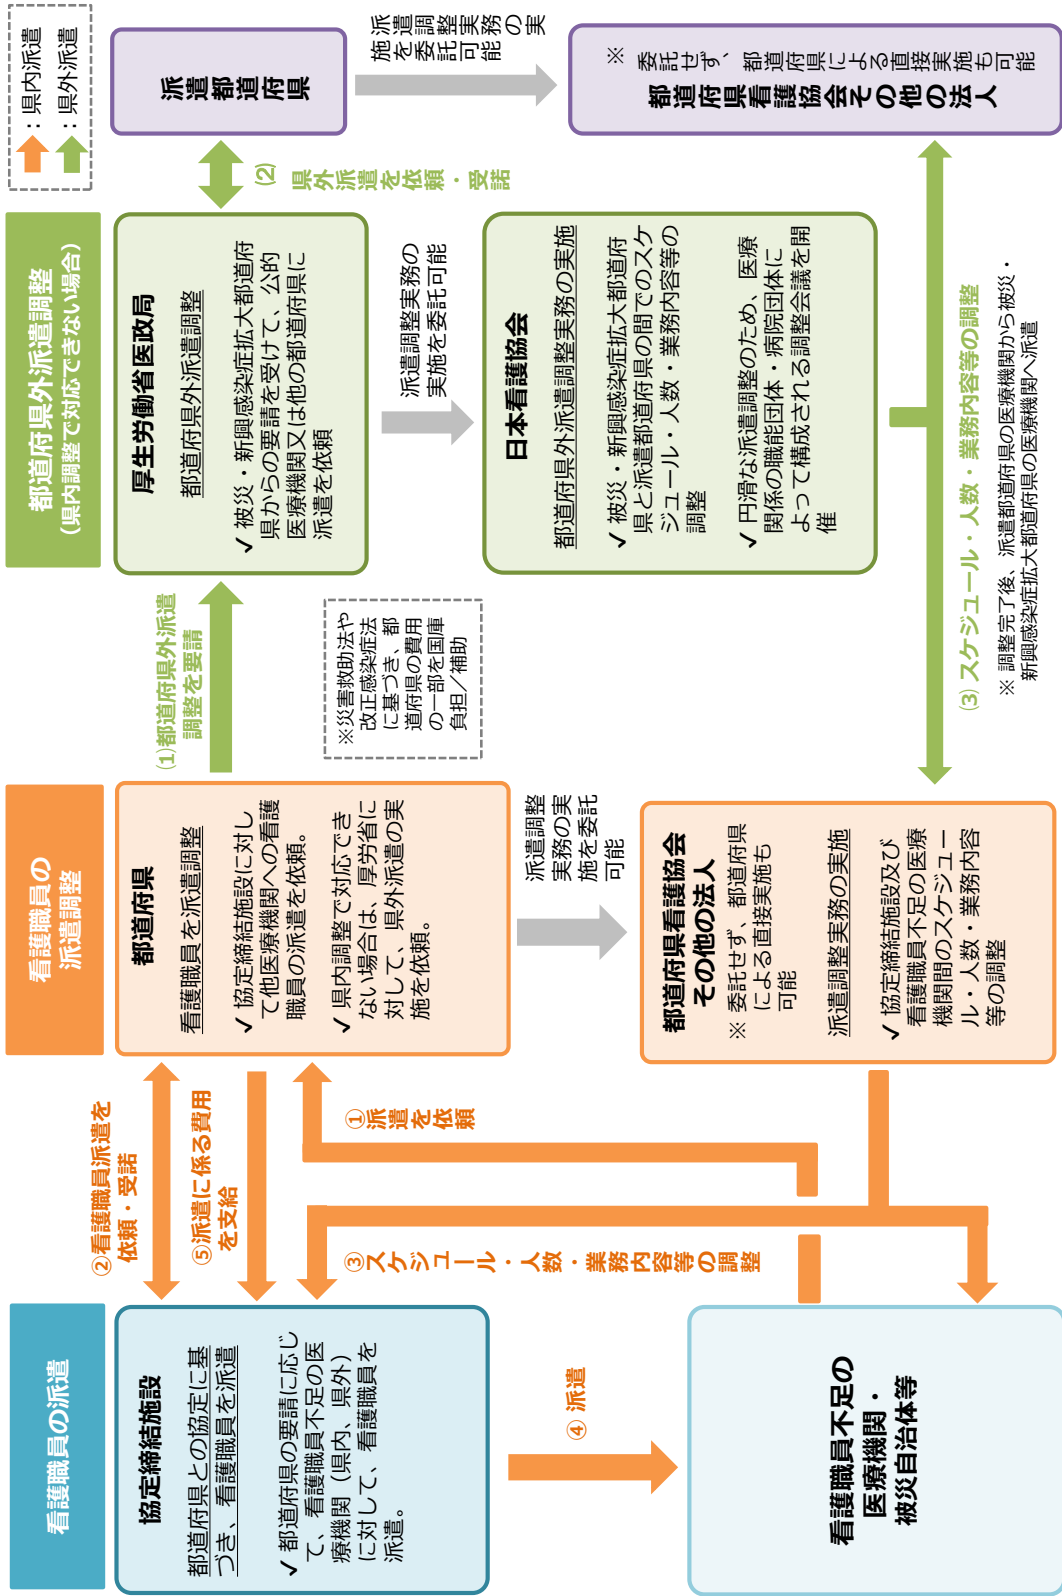 看護職員の派遣
協定締結施設
都道府県との協定に基
づき、看護職員を派遣
✓ 都道府県の要請に応じ
て、看護職員不足の医
療機関（県内、県外）
に対して、看護職員を
派遣。
④ 派遣
看護職員不足の
医療機関・
被災自治体等
②看護職員派遣を
依頼・受諾
⑤派遣に係る費用
を支給
①派遣を
依頼
③スケジュール・人数・業務内容等の調整
看護職員の
派遣調整
都道府県
看護職員を派遣調整
✓ 協定締結施設に対し
て他医療機関への看護
職員の派遣を依頼。
✓ 県内調整で対応でき
ない場合は、厚労省に
対して、県外派遣の実
施を依頼。
派遣調整
実務の実
施を委託
可能
都道府県看護協会
その他の法人
※ 委託せず、都道府県
による直接実施も
可能
派遣調整実務の実施
✓ 協定締結施設及び
看護職員不足の医療
機関間のスケジュー
ル・人数・業務内容
等の調整
(1)都道府県外派遣
調整を要請
※災害救助法や
改正感染症法
に基づき、都
道府県の費用
の一部を国庫
負担／補助
都道府県外派遣調整
（県内調整で対応できない場合）
厚生労働省医政局
都道府県外派遣調整
✓ 被災・新興感染症拡大都道府
県からの要請を受けて、公的
医療機関又は他の都道府県に
派遣を依頼
派遣調整実務の
実施を委託可能
日本看護協会
都道府県外派遣調整実務の実施
✓ 被災・新興感染症拡大都道府
県と派遣都道府県の間でのスケ
ジュール・人数・業務内容等の
調整
✓ 円滑な派遣調整のため、医療
関係の職能団体・病院団体に
よって構成される調整会議を開
催
(3) スケジュール・人数・業務内容等の調整
※ 調整完了後、派遣都道府県の医療機関から被災・
新興感染症拡大都道府県の医療機関へ派遣
(2)
県外派遣を依頼・受諾
：県内派遣
：県外派遣
派遣都道府県
派遣調整実務の実
施を委託可能
※ 委託せず、都道府県による直接実施も可能
都道府県看護協会その他の法人